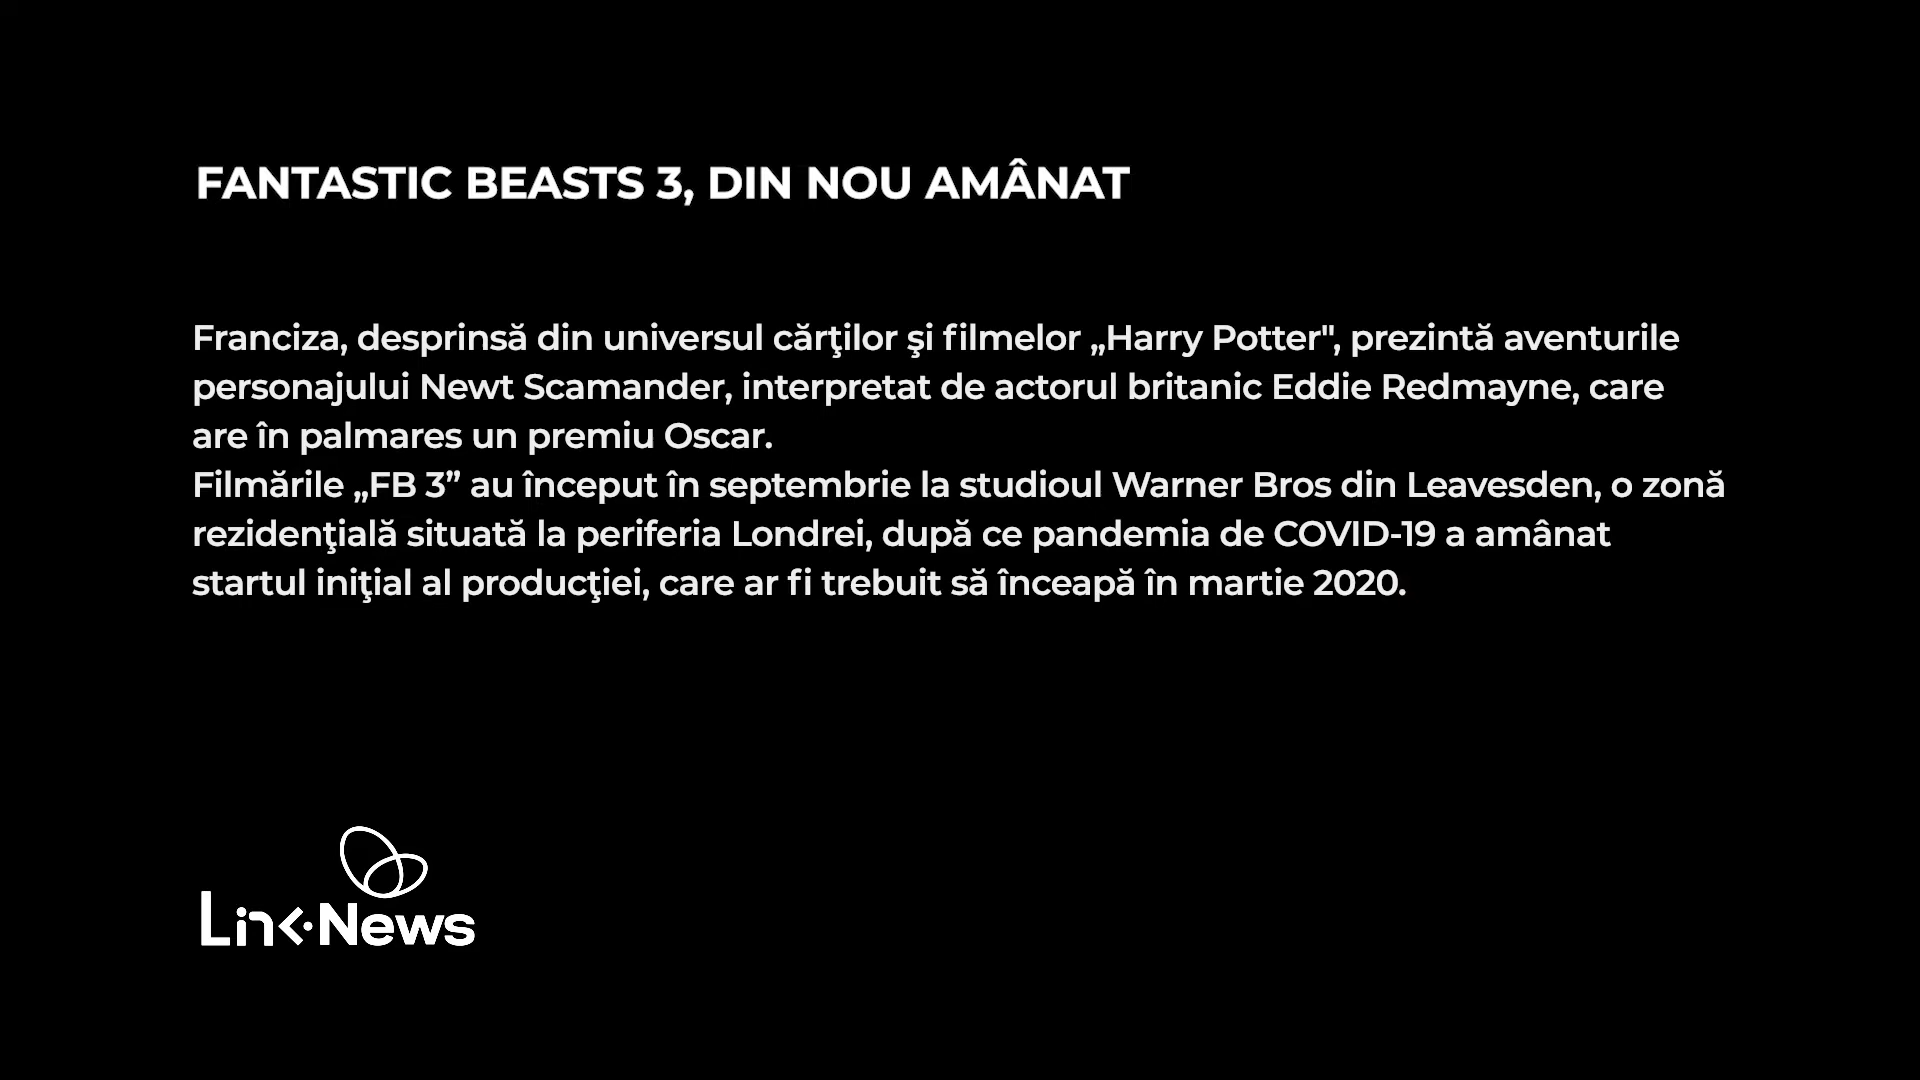 FANTASTIC BEASTS 3, DIN NOU AMÂNAT
Franciza, desprinsă din universul cărţilor şi filmelor „Harry Potter", prezintă aventurile
personajului Newt Scamander, interpretat de actorul britanic Eddie Redmayne, care
are în palmares un premiu Oscar.
Filmările „FB 3” au început în septembrie la studioul Warner Bros din Leavesden, o zonă
rezidenţială situată la periferia Londrei, după ce pandemia de COVID-19 a amânat
startul iniţial al producţiei, care ar fi trebuit să înceapă în martie 2020.
Link News